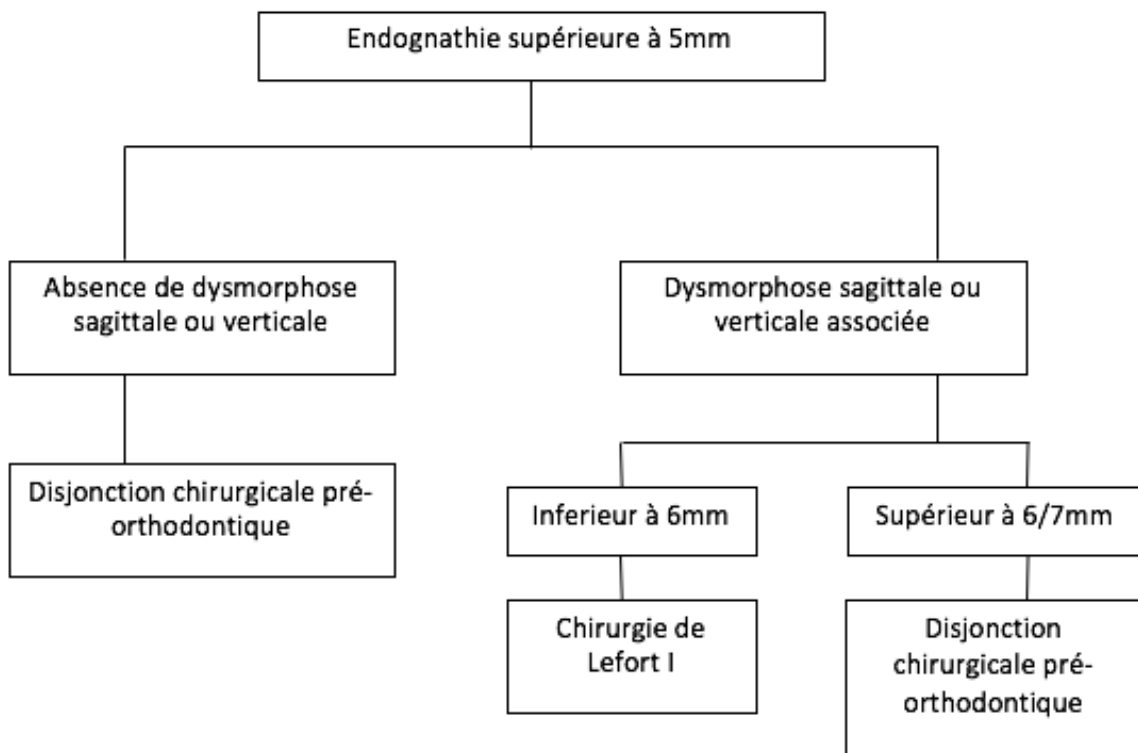 Endognathie supérieure à 5mm
Absence de dysmorphose
sagittale ou verticale
Dysmorphose sagittale ou
verticale associée
Disjonction chirurgicale pré-
orthodontique
Inferieur à 6mm
Supérieur à 6/7mm
Chirurgie de
Lefort I
Disjonction
chirurgicale pré-
orthodontique